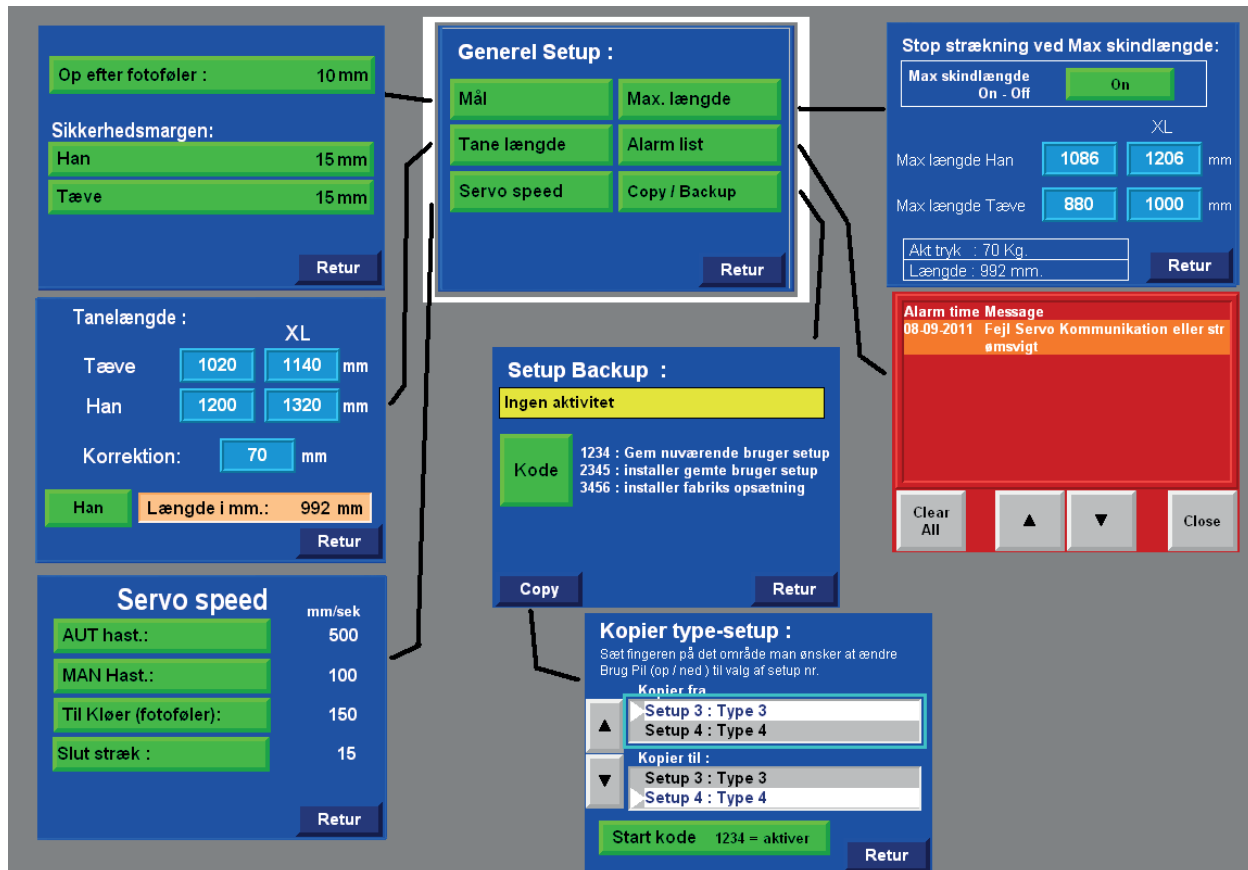 Op efter fotoføler : 10 mm
Sikkerhedsmargen:
Han 15 mm
Tæve 15 mm
Retur
Generel Setup :
Mål Max. længde
Tane længde Alarm list
Servo speed Copy / Backup
Retur
Stop strækning ved Max skindlængde:
Max skindlængde
On - Off On
XL
Max længde Han 1086 1206 mm
Max længde Tæve 880 1000 mm
Akt tryk : 70 Kg.
Længde : 992 mm.
Retur
Tanelængde :
XL
Tæve 1020 1140 mm
Han 1200 1320 mm
Korrektion: 70 mm
Han Længde i mm.: 992 mm
Retur
Setup Backup :
Ingen aktivitet
Kode
1234 : Gem nuværende bruger setup
2345 : installer gemte bruger setup
3456 : installer fabriks opsætning
Copy Retur
Alarm time Message
08-09-2011 Fejl Servo Kommunikation eller str
ømsvigt
Clear
All
▲ ▼ Close
Servo speed mm/sek
AUT hast.: 500
MAN Hast.: 100
Til Kløer (fotoføler): 150
Slut stræk : 15
Retur
Kopier type-setup :
Sæt fingeren på det område man ønsker at ændre
Brug Pil (op / ned ) til valg af setup nr.
Kopier fra
Setup 3 : Type 3
Setup 4 : Type 4
Kopier til :
Setup 3 : Type 3
Setup 4 : Type 4
▲
▼
Start kode 1234 = aktiver
Retur